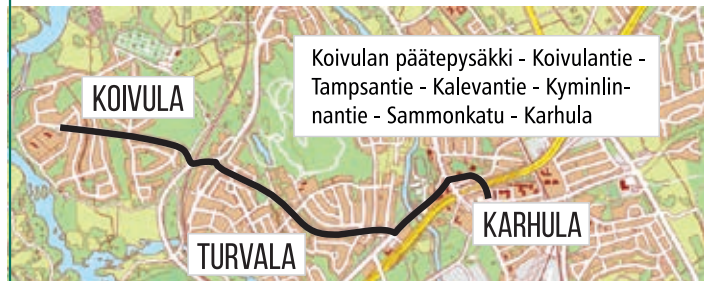 Koivulan päätepysäkki - Koivulantie -
Tampsantie - Kalevantie - Kyminlin-
nantie - Sammonkatu - Karhula
KOIVULA
KARHULA
TURVALA